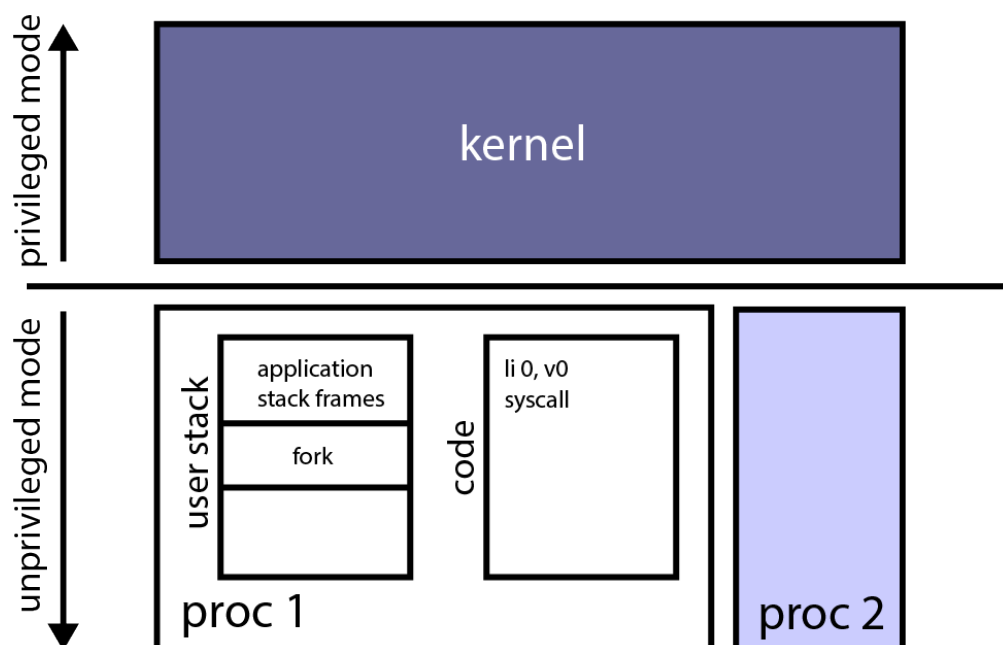 privileged mode
kernel
unprivileged mode
user stack
application
stack frames
fork
code
li 0, v0
syscall
proc 1
proc 2